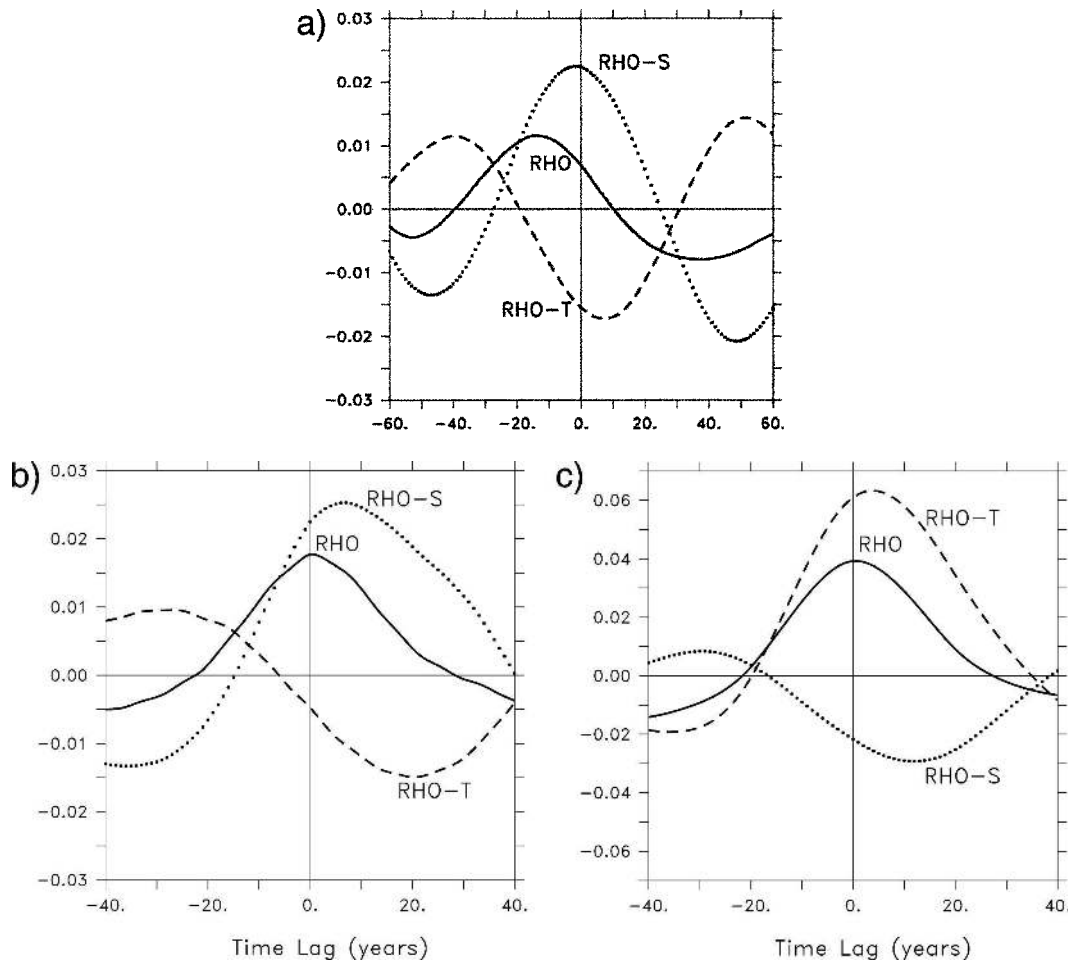 a)
0.03
0.02
0.01
0.00
-0.01
-0.02
-0.03
RHO-S
RHO
RHO-T
-60. -40. -20. 0. 20. 40. 60.
b)
0.03
0.02
0.01
0.00
-0.01
-0.02
-0.03
RHO-S
RHO
RHO-T
-40. -20. 0. 20. 40.
Time Lag (years)
c)
0.06
0.04
0.02
0.00
-0.02
-0.04
-0.06
RHO-T
RHO
RHO-S
-40. -20. 0. 20. 40.
Time Lag (years)